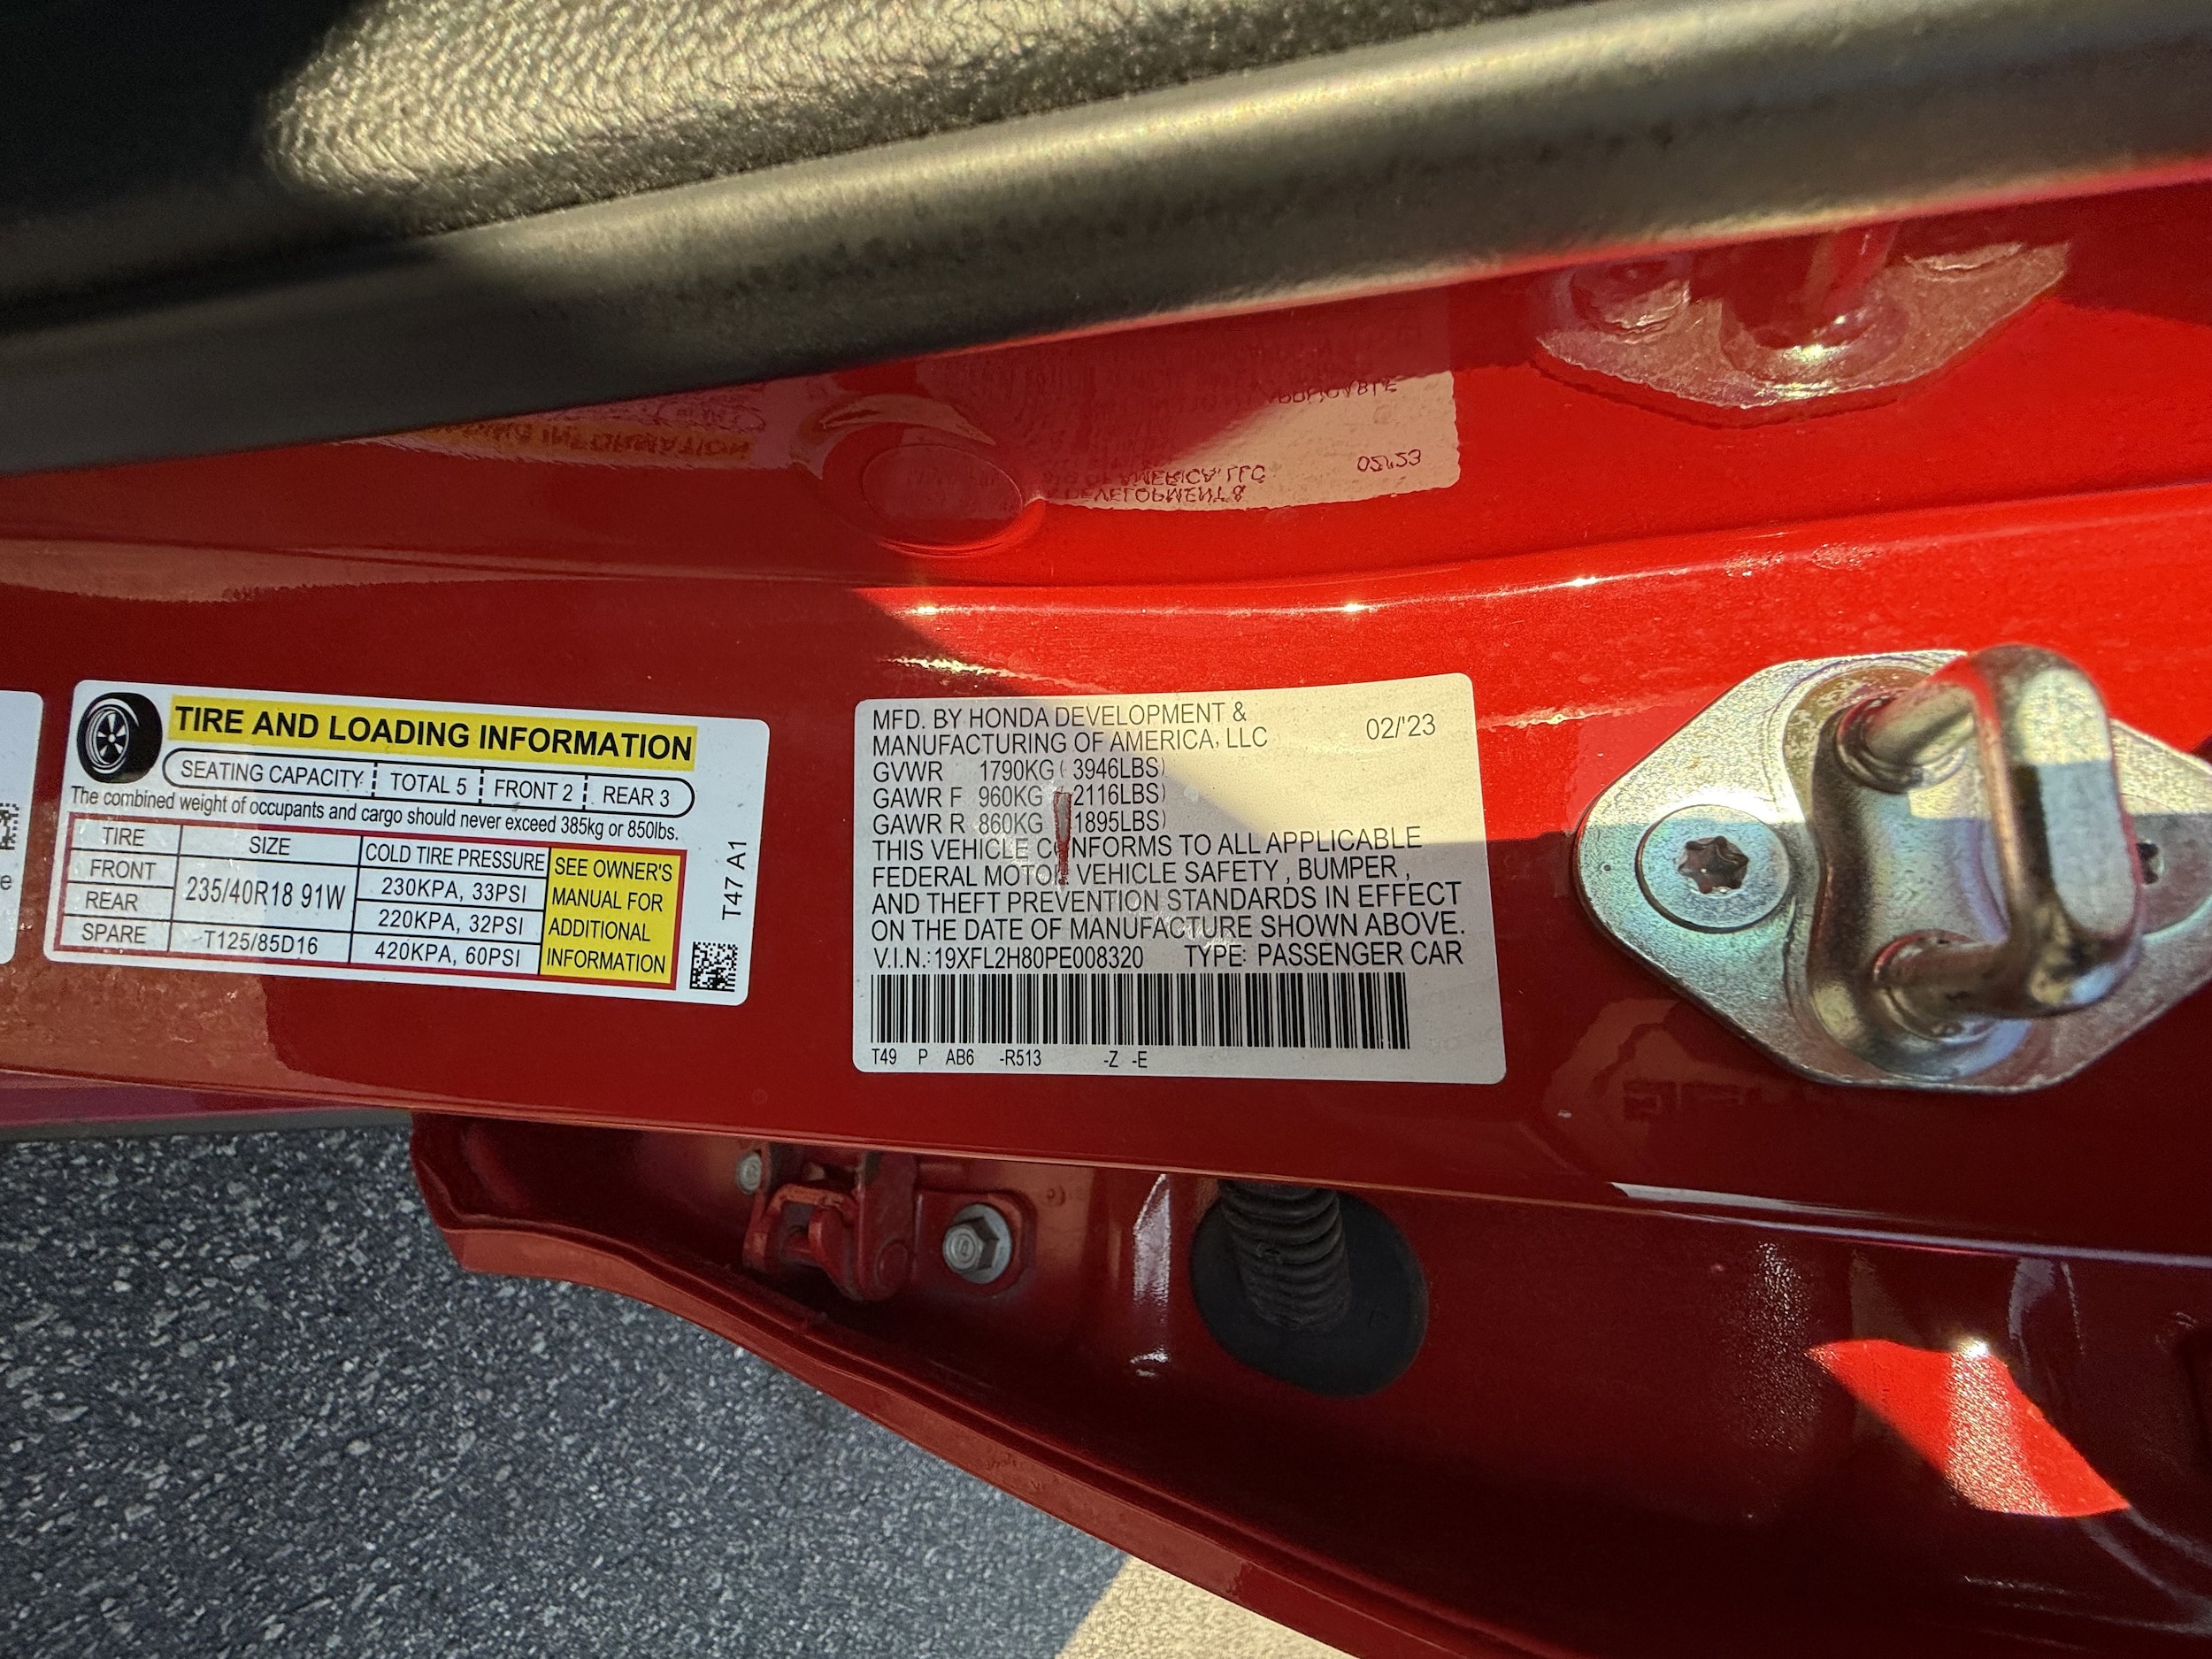 TIRE AND LOADING INFORMATION
SEATING CAPACITY TOTAL 5 FRONT 2 REAR 3
The combined weight of occupants and cargo should never exceed 385kg or 850lbs.
TIRE SIZE COLD TIRE PRESSURE
FRONT 235/40R18 91W 230KPA, 33PSI
REAR 220KPA, 32PSI
SPARE T125/85D16 420KPA, 60PSI
SEE OWNER'S
MANUAL FOR
ADDITIONAL
INFORMATION
T47 A1
MFD. BY HONDA DEVELOPMENT &
MANUFACTURING OF AMERICA, LLC 02/'23
GVWR 1790KG( 3946LBS)
GAWR F 960KG 2116LBS)
GAWR R 860KG 1895LBS)
THIS VEHICLE CONFORMS TO ALL APPLICABLE
FEDERAL MOTOR VEHICLE SAFETY , BUMPER ,
AND THEFT PREVENTION STANDARDS IN EFFECT
ON THE DATE OF MANUFACTURE SHOWN ABOVE.
V.I.N.:19XFL2H80PE008320 TYPE: PASSENGER CAR
T49 P AB6 -R513 -Z -E